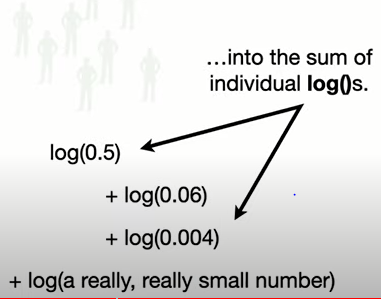 …into the sum of
individual log()s.
log(0.5)
+ log(0.06)
+ log(0.004)
+ log(a really, really small number)